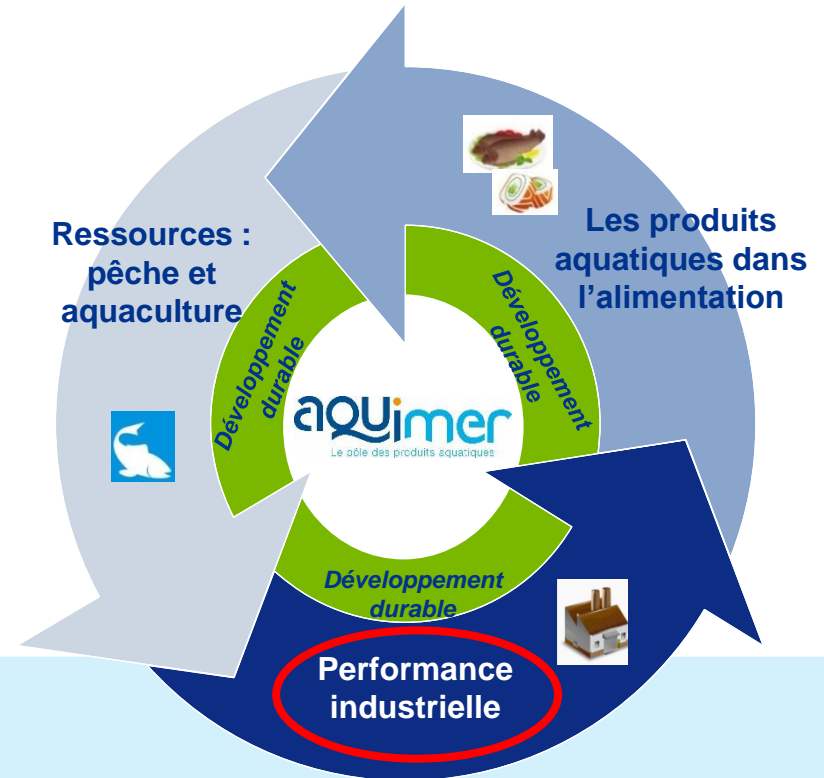 Ressources :
pêche et
aquaculture
Les produits
aquatiques dans
l'alimentation
Développement
durable
Développement
durable
aquimer
Le pôle des produits aquatiques
Développement
durable
Performance
industrielle